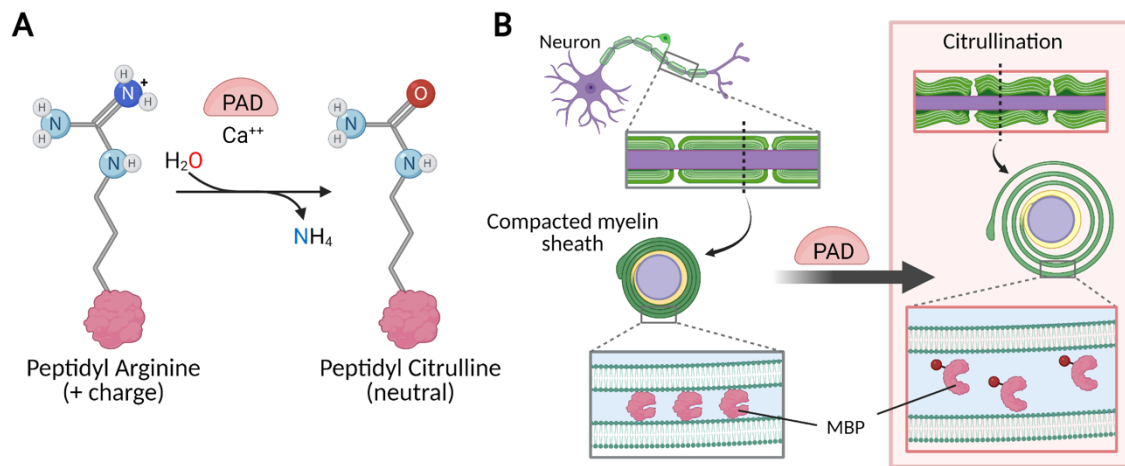 A
H
N
+
H
H
N
H
N
H
PAD
Ca⁺⁺
H₂O
NH₄
O
H
N
H
N
H
Peptidyl Arginine
(+ charge)
Peptidyl Citrulline
(neutral)
B
Neuron
Compacted myelin
sheath
PAD
Citrullination
MBP